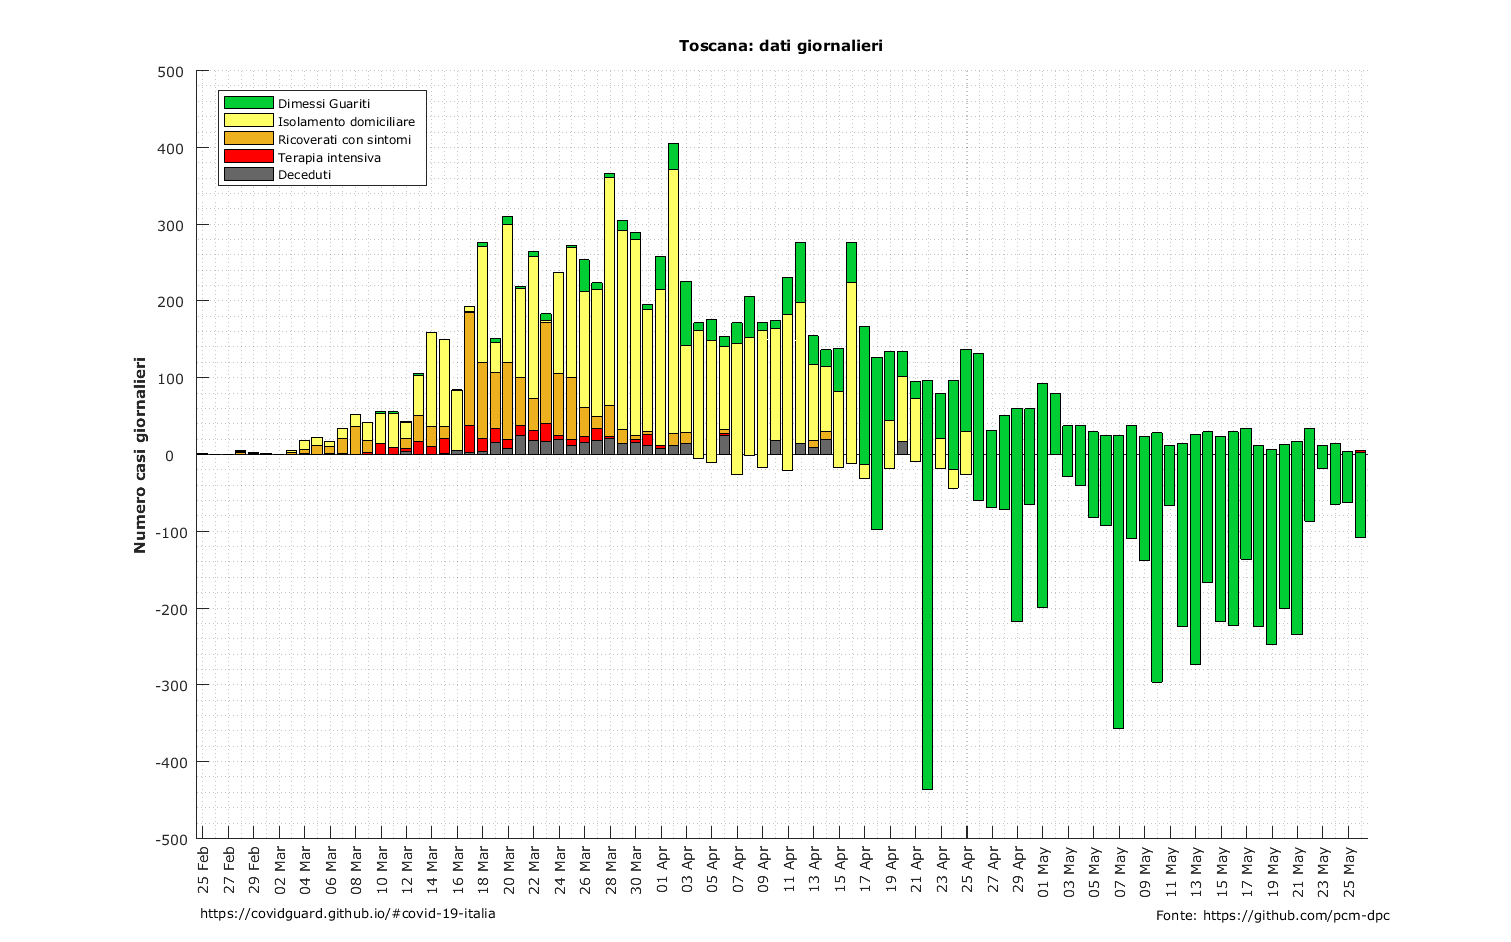 Toscana: dati giornalieri
Numero casi giornalieri
500
400
300
200
100
0
-100
-200
-300
-400
-500
Dimessi Guariti
Isolamento domiciliare
Ricoverati con sintomi
Terapia intensiva
Deceduti
25 Feb
27 Feb
29 Feb
02 Mar
04 Mar
06 Mar
08 Mar
10 Mar
12 Mar
14 Mar
16 Mar
18 Mar
20 Mar
22 Mar
24 Mar
26 Mar
28 Mar
30 Mar
01 Apr
03 Apr
05 Apr
07 Apr
09 Apr
11 Apr
13 Apr
15 Apr
17 Apr
19 Apr
21 Apr
23 Apr
25 Apr
27 Apr
29 Apr
01 May
03 May
05 May
07 May
09 May
11 May
13 May
15 May
17 May
19 May
21 May
23 May
25 May
https://covidguard.github.io/#covid-19-italia
Fonte: https://github.com/pcm-dpc